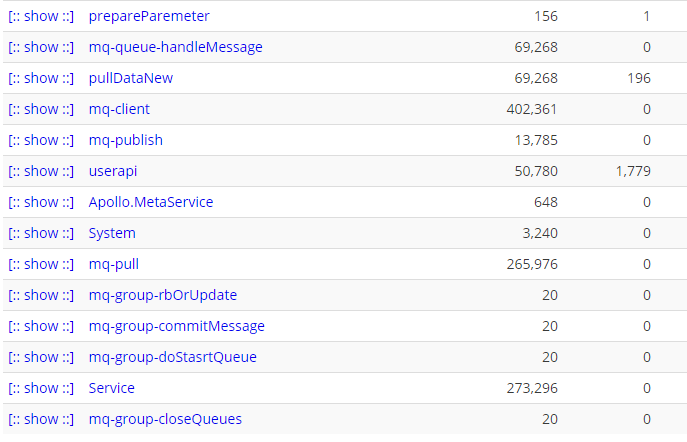 [:: show ::] prepareParemeter 156 1
[:: show ::] mq-queue-handleMessage 69,268 0
[:: show ::] pullDataNew 69,268 196
[:: show ::] mq-client 402,361 0
[:: show ::] mq-publish 13,785 0
[:: show ::] userapi 50,780 1,779
[:: show ::] Apollo.MetaService 648 0
[:: show ::] System 3,240 0
[:: show ::] mq-pull 265,976 0
[:: show ::] mq-group-rbOrUpdate 20 0
[:: show ::] mq-group-commitMessage 20 0
[:: show ::] mq-group-doStasrtQueue 20 0
[:: show ::] Service 273,296 0
[:: show ::] mq-group-closeQueues 20 0